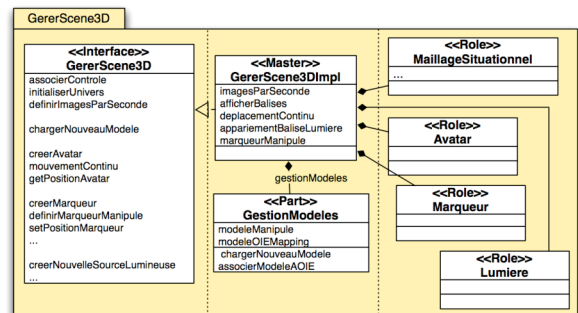 GererScene3D
<<Interface>>
GererScene3D
associerControle
initialiserUnivers
definirImagesParSeconde
chargerNouveauModele
creerAvatar
mouvementContinu
getPositionAvatar
creerMarqueur
definirMarqueurManipule
setPositionMarqueur
...
creerNouvelleSourceLumineuse
...
<<Master>>
GererScene3DImpl
imagesParSeconde
afficherBalises
deplacementContinu
appariementBaliseLumiere
marqueurManipule
gestionModeles
<<Part>>
GestionModeles
modeleManipule
modeleOIEMapping
chargerNouveauModele
associerModeleAOIE
<<Role>>
MaillageSituationnel
...
<<Role>>
Avatar
<<Role>>
Marqueur
<<Role>>
Lumiere